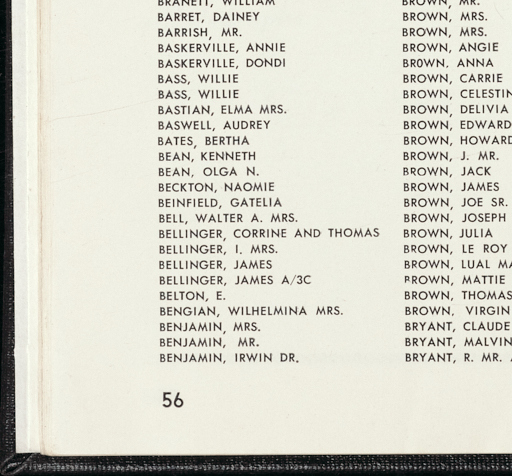 BRANETT, WILLIAM
BARRET, DAINEY
BARRISH, MR.
BASKERVILLE, ANNIE
BASKERVILLE, DONDI
BASS, WILLIE
BASS, WILLIE
BASTIAN, ELMA MRS.
BASWELL, AUDREY
BATES, BERTHA
BEAN, KENNETH
BEAN, OLGA N.
BECKTON, NAOMIE
BEINFIELD, GATELIA
BELL, WALTER A. MRS.
BELLINGER, CORRINE AND THOMAS
BELLINGER, I. MRS.
BELLINGER, JAMES
BELLINGER, JAMES A/3C
BELTON, E.
BENGIAN, WILHELMINA MRS.
BENJAMIN, MRS.
BENJAMIN, MR.
BENJAMIN, IRWIN DR.
BROWN, MR.
BROWN, MRS.
BROWN, MRS.
BROWN, ANGIE
BROWN. ANNA
BROWN, CARRIE
BROWN, CELESTIN
BROWN, DELIVIA
BROWN, EDWARD
BROWN, HOWARD
BROWN, J. MR.
BROWN, JACK
BROWN, JAMES
BROWN, JOE SR.
BROWN, JOSEPH
BROWN, JULIA
BROWN, LE ROY
BROWN, LUAL MA
BROWN, MATTIE
BROWN, THOMAS
BROWN, VIRGIN
BRYANT, CLAUDE
BRYANT, MALVIN
BRYANT, R. MR.
56